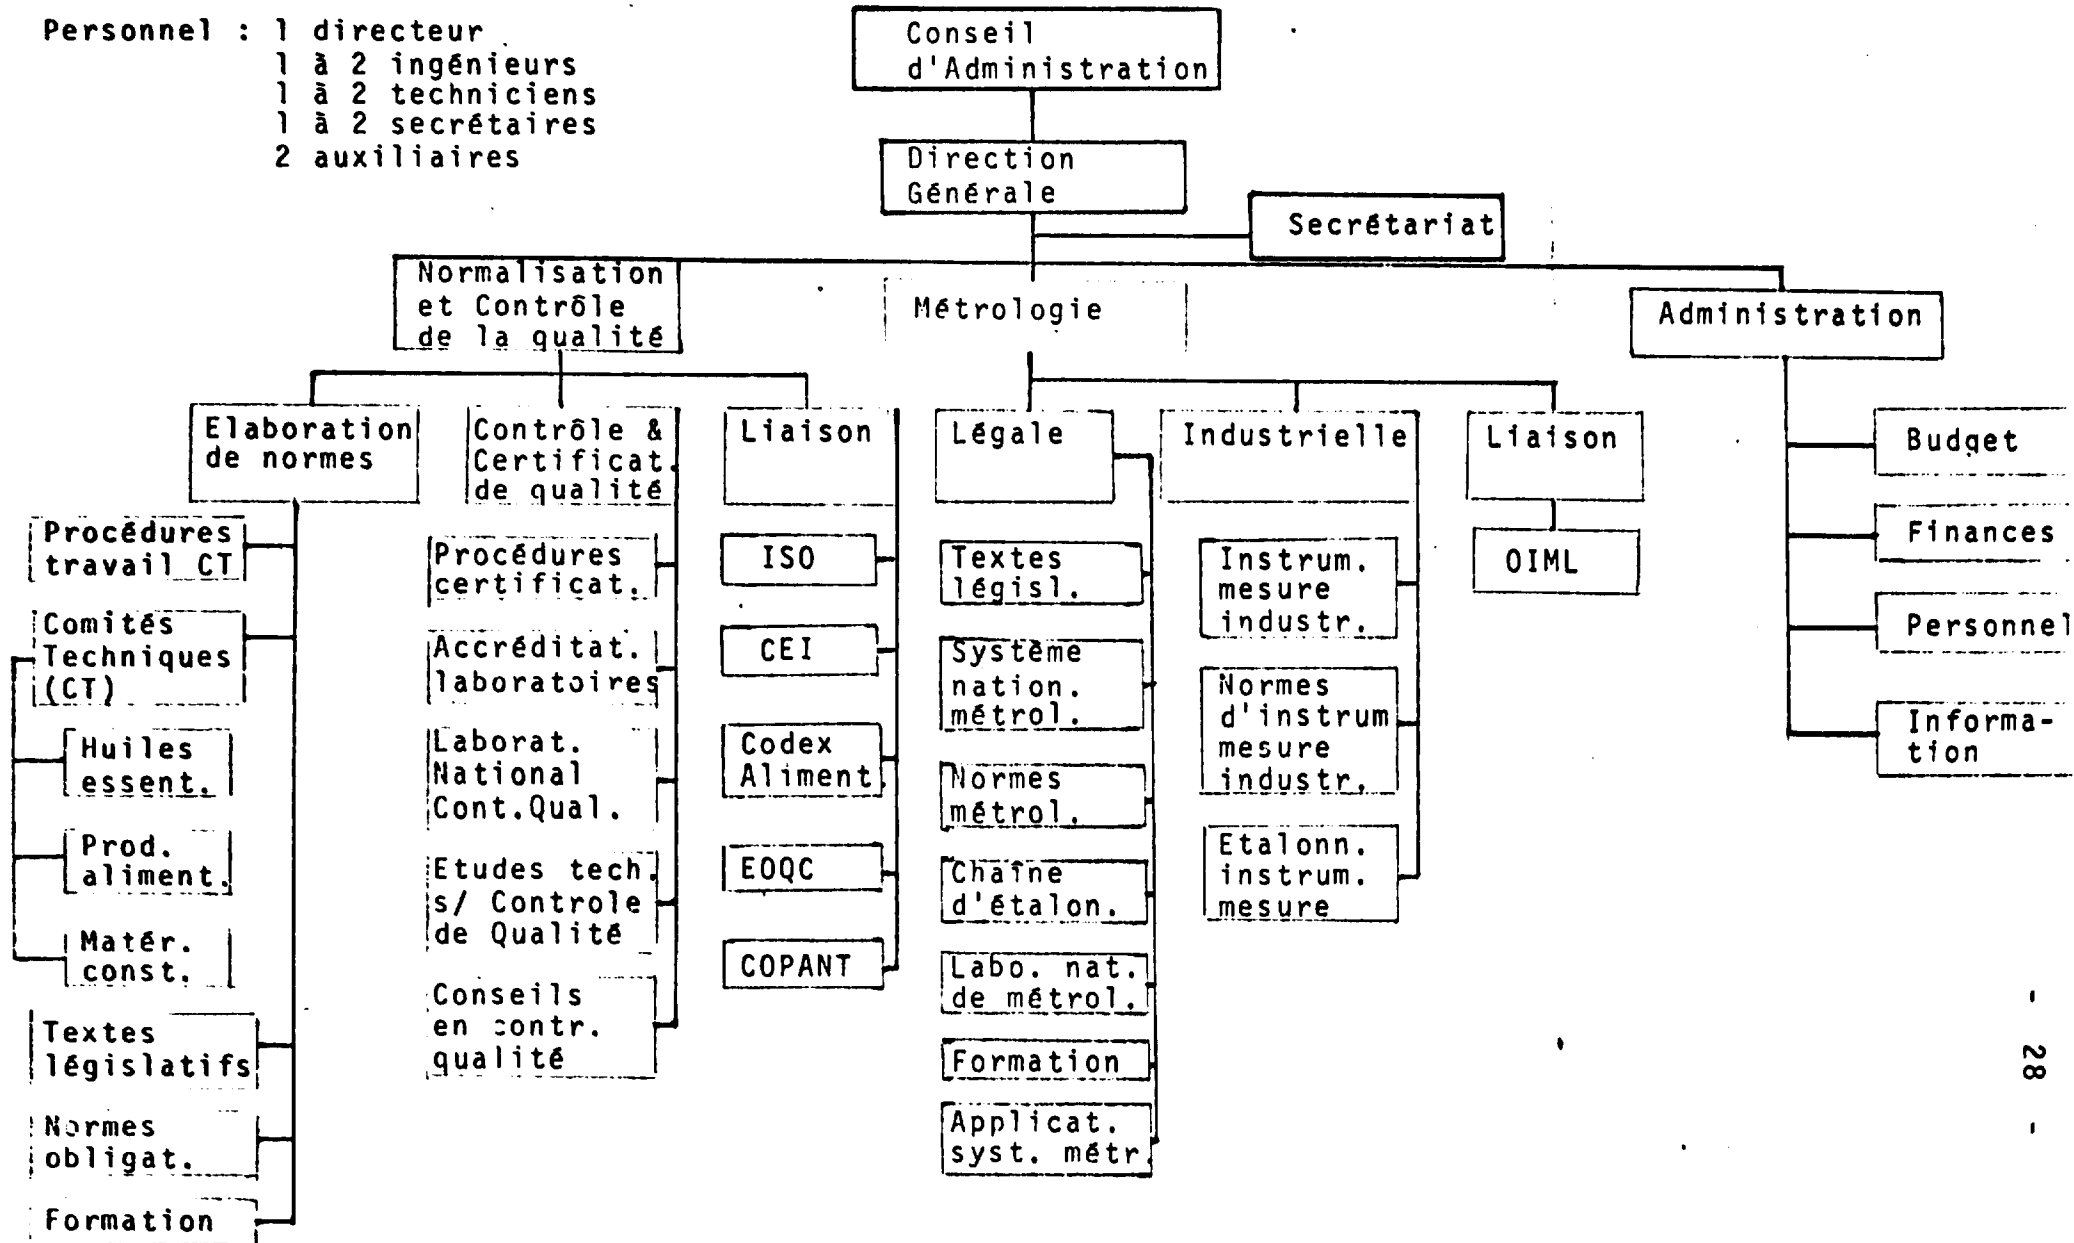 Personnel : 1 directeur
1 à 2 ingénieurs
1 à 2 techniciens
1 à 2 secrétaires
2 auxiliaires
Conseil
d'Administration
Direction
Générale
Secrétariat
Normalisation
et Contrôle
de la qualité
Métrologie
Administration
Elaboration
de normes
Contrôle &
Certificat.
de qualité
Liaison
Légale
Industrielle
Liaison
Budget
Finances
Personnel
Informa-
tion
Procédures
travail CT
Comités
Techniques
(CT)
Huiles
essent.
Prod.
aliment.
Matér.
const.
Textes
législatifs
Normes
obligat.
Formation
Procédures
certificat.
Accréditat.
laboratoires
Laborat.
National
Cont.Qual.
Etudes tech.
s/ Controle
de Qualité
Conseils
en contr.
qualité
ISO
CEI
Codex
Aliment
EOQC
COPANT
Textes
législ.
Système
nation.
métrol.
Normes
métrol.
Chaîne
d'étalon.
Labo. nat.
de métrol.
Formation
Applicat.
syst. métr.
Instrum.
mesure
industr.
Normes
d'instrum
mesure
industr.
Etalonn.
instrum.
mesure
OIML
- 28 -